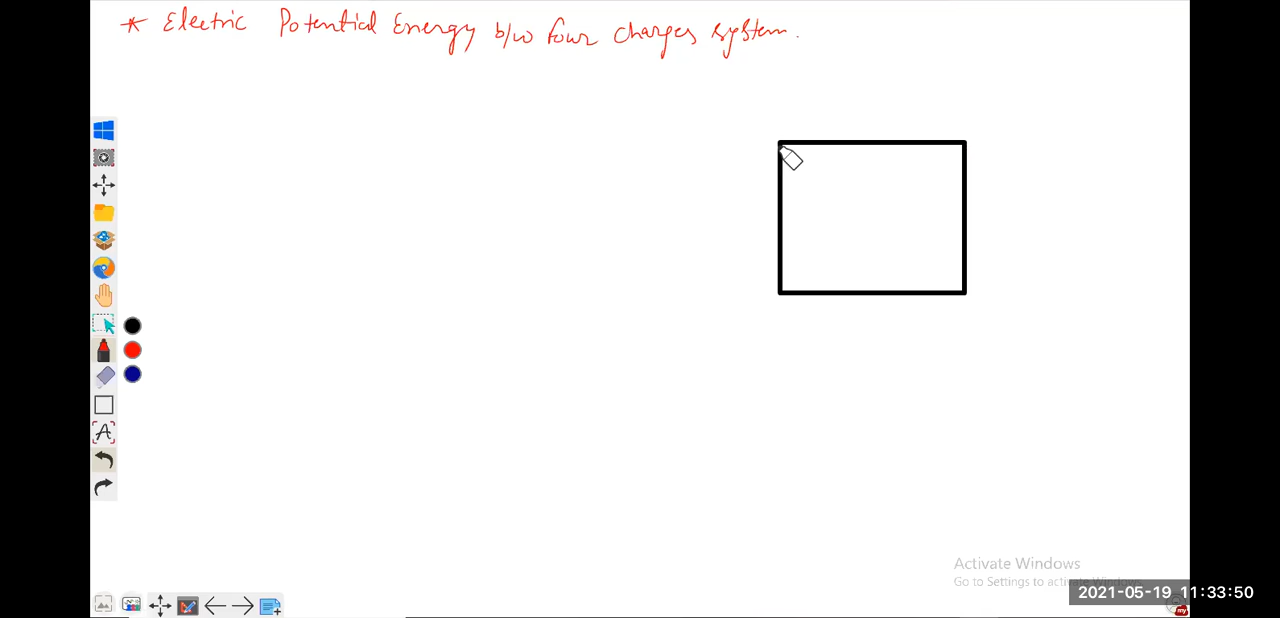 * Electric Potential Energy b/w four charges system.
Activate Windows
Go to Settings to activate Windows.
2021-05-19 11:33:50